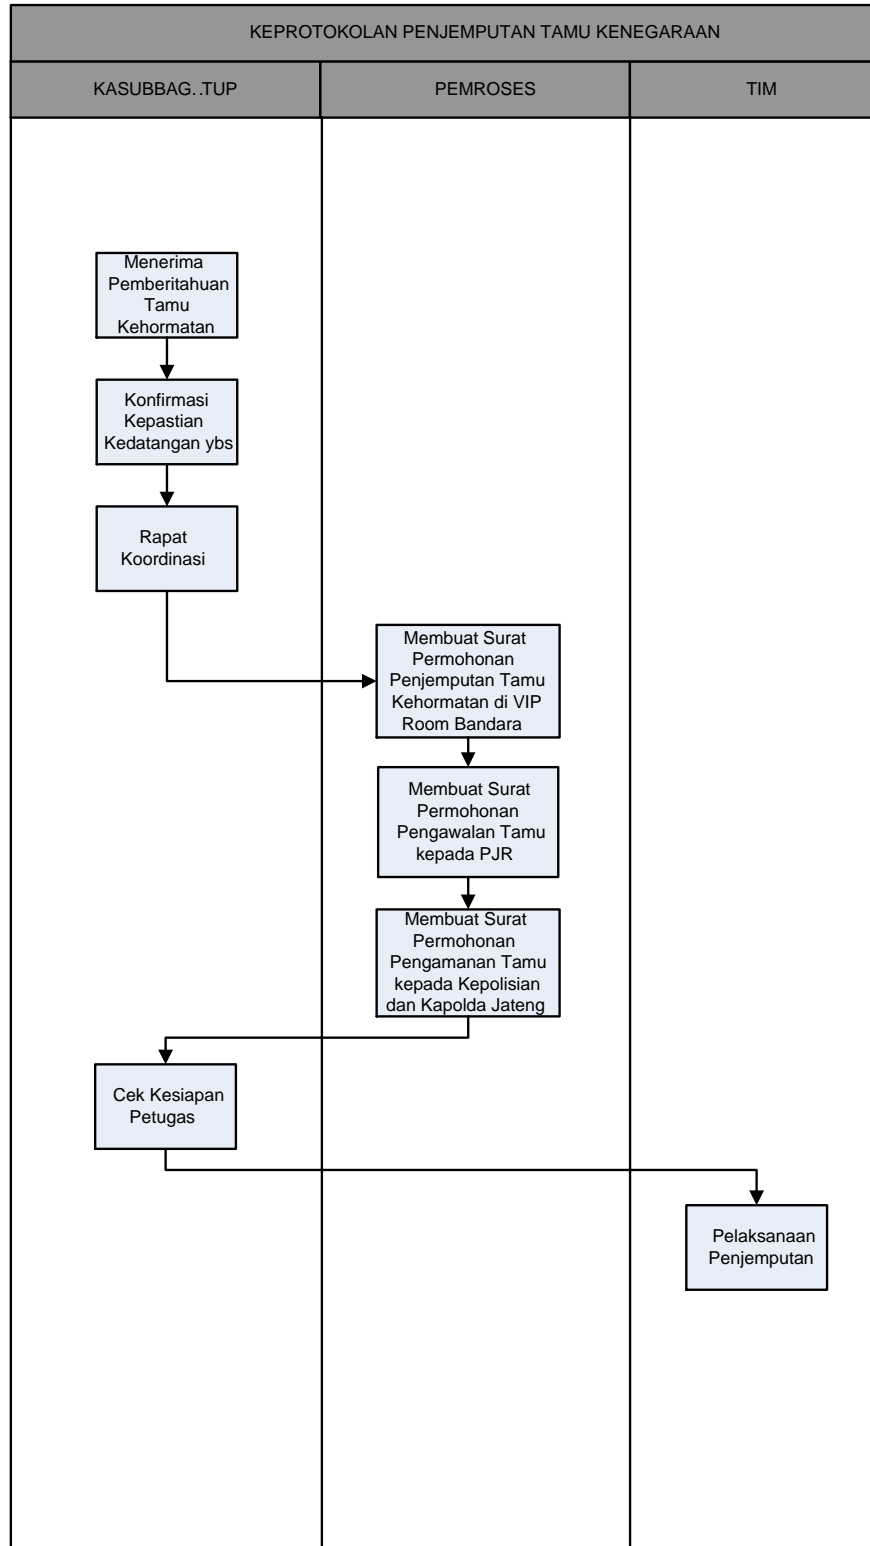 KEPROTOKOLAN PENJEMPUTAN TAMU KENEGARAAN
KASUBBAG..TUP
PEMROSES
TIM
Menerima
Pemberitahuan
Tamu
Kehormatan
Konfirmasi
Kepastian
Kedatangan ybs
Rapat
Koordinasi
Membuat Surat
Permohonan
Penjemputan Tamu
Kehormatan di VIP
Room Bandara
Membuat Surat
Permohonan
Pengawalan Tamu
kepada PJR
Membuat Surat
Permohonan
Pengamanan Tamu
kepada Kepolisian
dan Kapolda Jateng
Cek Kesiapan
Petugas
Pelaksanaan
Penjemputan